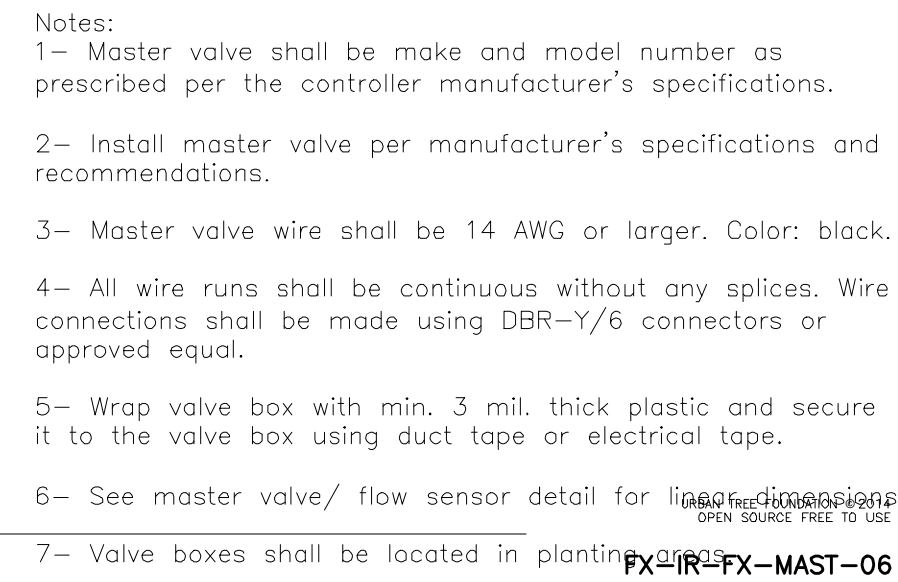 Notes:
1– Master valve shall be make and model number as
prescribed per the controller manufacturer's specifications.
2– Install master valve per manufacturer's specifications and
recommendations.
3– Master valve wire shall be 14 AWG or larger. Color: black.
4– All wire runs shall be continuous without any splices. Wire
connections shall be made using DBR–Y/6 connectors or
approved equal.
5– Wrap valve box with min. 3 mil. thick plastic and secure
it to the valve box using duct tape or electrical tape.
6– See master valve/ flow sensor detail for linear dimensions
URBAN TREE FOUNDATION © 2014
OPEN SOURCE FREE TO USE
7– Valve boxes shall be located in planting areas.
FX–IR–FX–MAST–06